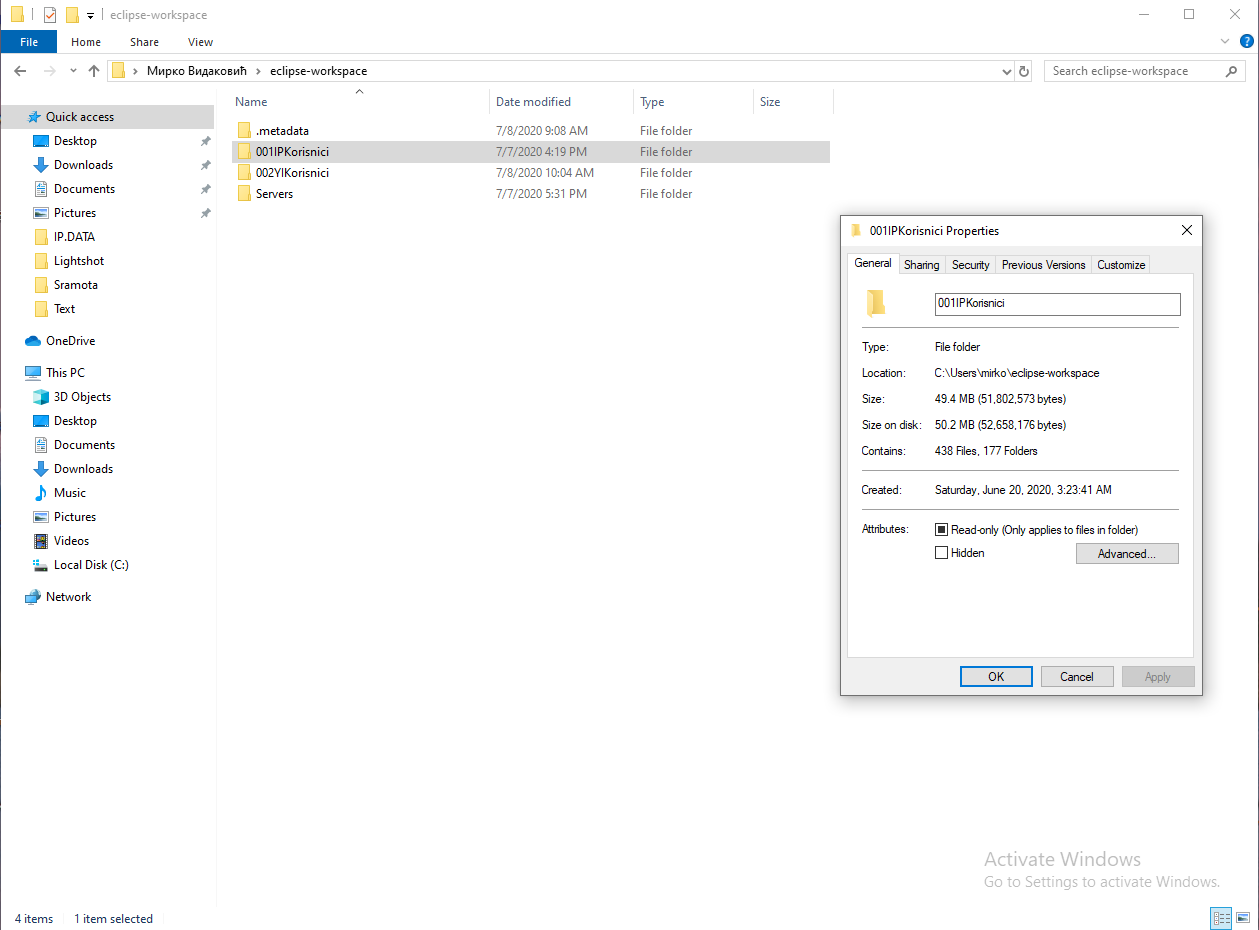 eclipse-workspace
File Home Share View
Мирко Видаковић eclipse-workspace Search eclipse-workspace
Name Date modified Type Size
.metadata 7/8/2020 9:08 AM File folder
001IPKorisnici 7/7/2020 4:19 PM File folder
002YIKorisnici 7/8/2020 10:04 AM File folder
Servers 7/7/2020 5:31 PM File folder
Quick access
Desktop
Downloads
Documents
Pictures
IP.DATA
Lightshot
Sramota
Text
OneDrive
This PC
3D Objects
Desktop
Documents
Downloads
Music
Pictures
Videos
Local Disk (C:)
Network
001IPKorisnici Properties
General Sharing Security Previous Versions Customize
001IPKorisnici
Type: File folder
Location: C:\Users\mirko\eclipse-workspace
Size: 49.4 MB (51,802,573 bytes)
Size on disk: 50.2 MB (52,658,176 bytes)
Contains: 438 Files, 177 Folders
Created: Saturday, June 20, 2020, 3:23:41 AM
Attributes: Read-only (Only applies to files in folder)
Hidden Advanced...
OK Cancel Apply
Activate Windows
Go to Settings to activate Windows.
4 items 1 item selected